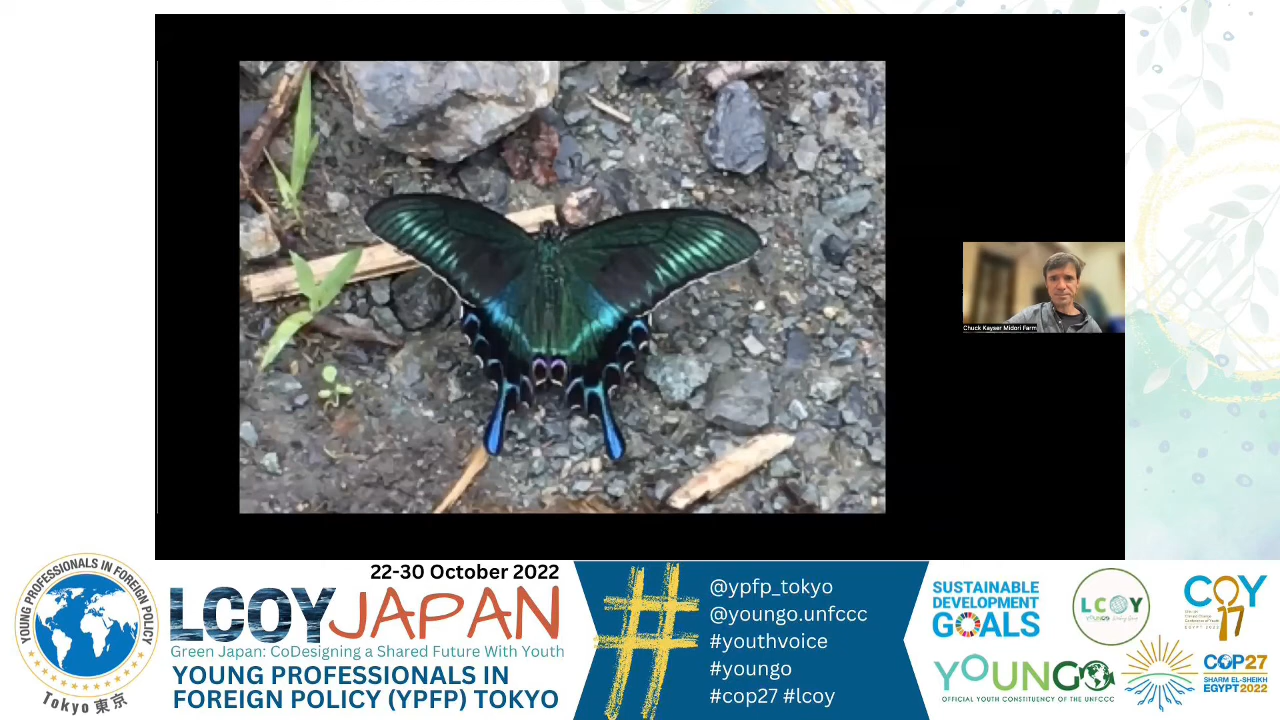 Chuck Kayser Midori Farm
22-30 October 2022
LCOY JAPAN
Green Japan: CoDesigning a Shared Future With Youth
YOUNG PROFESSIONALS IN
FOREIGN POLICY (YPFP) TOKYO
YOUNG PROFESSIONALS IN FOREIGN POLICY
Tokyo 東京
#
@ypfp_tokyo
@youngo.unfccc
#youthvoice
#youngo
#cop27 #lcoy
SUSTAINABLE
DEVELOPMENT
GOALS
LCOY
COY
17
YOUNGO
OFFICIAL YOUTH CONSTITUENCY OF THE UNFCCC
COP27
SHARM EL-SHEIKH
EGYPT2022